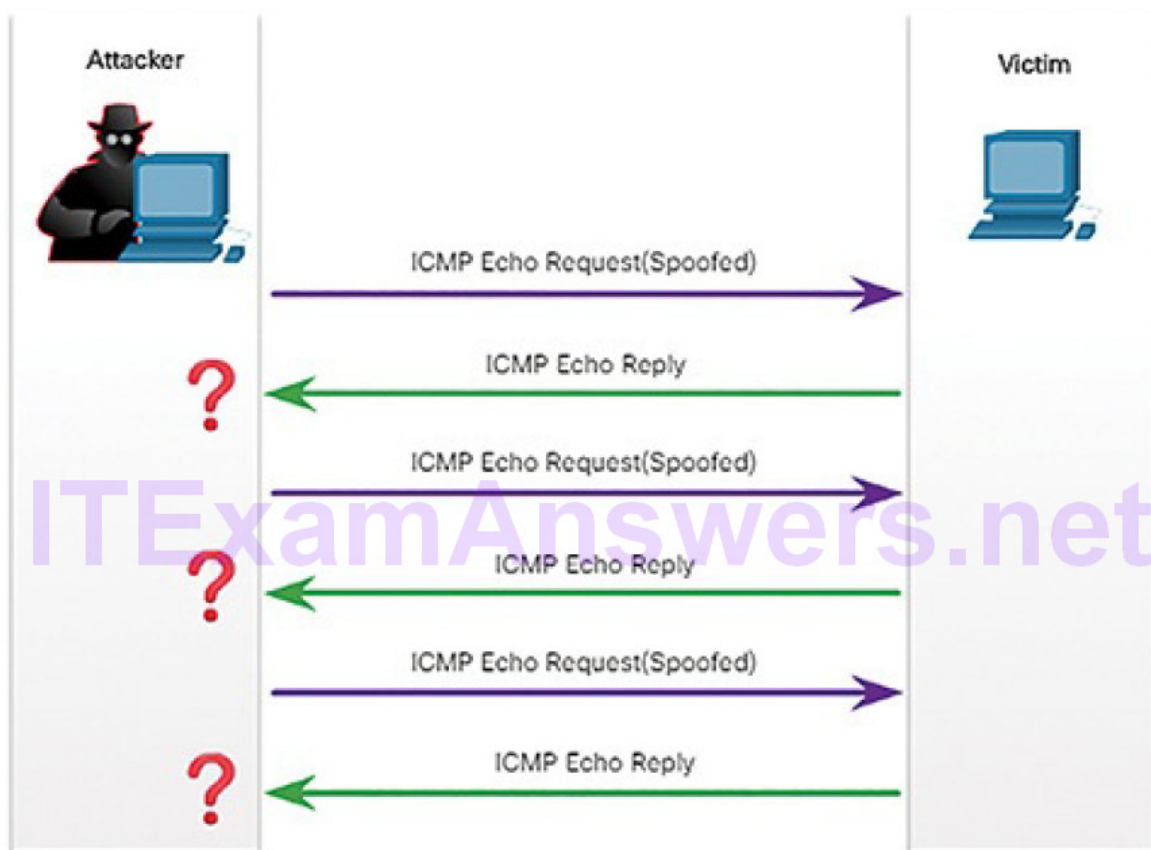 Attacker
Victim
ICMP Echo Request(Spoofed)
ICMP Echo Reply
ICMP Echo Request(Spoofed)
ITExamAnswers.net
ICMP Echo Reply
ICMP Echo Request(Spoofed)
ICMP Echo Reply